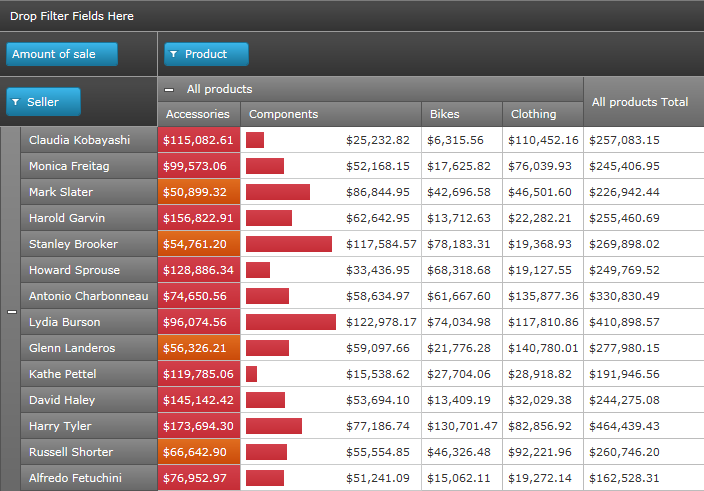 Drop Filter Fields Here
Amount of sale Product
Seller All products All products Total
Accessories Components Bikes Clothing
Claudia Kobayashi $115,082.61 $25,232.82 $6,315.56 $110,452.16 $257,083.15
Monica Freitag $99,573.06 $52,168.15 $17,625.82 $76,039.93 $245,406.95
Mark Slater $50,899.32 $86,844.95 $42,696.58 $46,501.60 $226,942.44
Harold Garvin $156,822.91 $62,642.95 $13,712.63 $22,282.21 $255,460.69
Stanley Brooker $54,761.20 $117,584.57 $78,183.31 $19,368.93 $269,898.02
Howard Sprouse $128,886.34 $33,436.95 $68,318.68 $19,127.55 $249,769.52
Antonio Charbonneau $74,650.56 $58,634.97 $61,667.60 $135,877.36 $330,830.49
Lydia Burson $96,074.56 $122,978.17 $74,034.98 $117,810.86 $410,898.57
Glenn Landeros $56,326.21 $59,097.66 $21,776.28 $140,780.01 $277,980.15
Kathe Pettel $119,785.06 $15,538.62 $27,704.06 $28,918.82 $191,946.56
David Haley $145,142.42 $53,694.10 $13,409.19 $32,029.38 $244,275.08
Harry Tyler $173,694.30 $77,186.74 $130,701.47 $82,856.92 $464,439.43
Russell Shorter $66,642.90 $55,554.85 $46,326.48 $92,221.96 $260,746.20
Alfredo Fetuchini $76,952.97 $51,241.09 $15,062.11 $19,272.14 $162,528.31